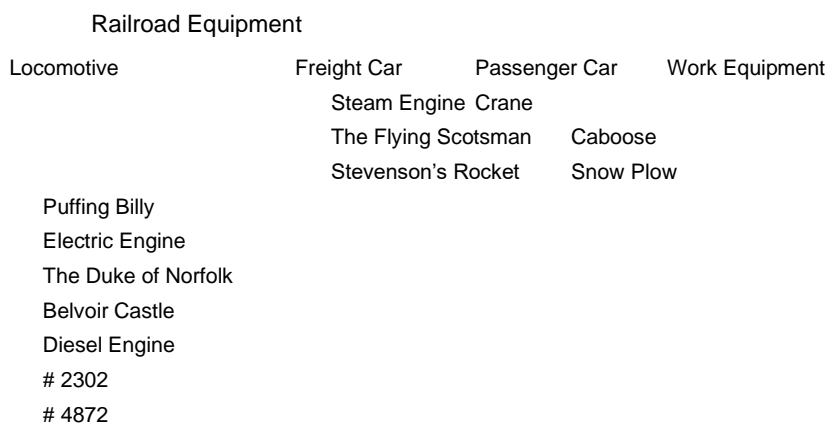 Railroad Equipment
Locomotive Freight Car Passenger Car Work Equipment
Steam Engine Crane
The Flying Scotsman Caboose
Stevenson’s Rocket Snow Plow
Puffing Billy
Electric Engine
The Duke of Norfolk
Belvoir Castle
Diesel Engine
# 2302
# 4872